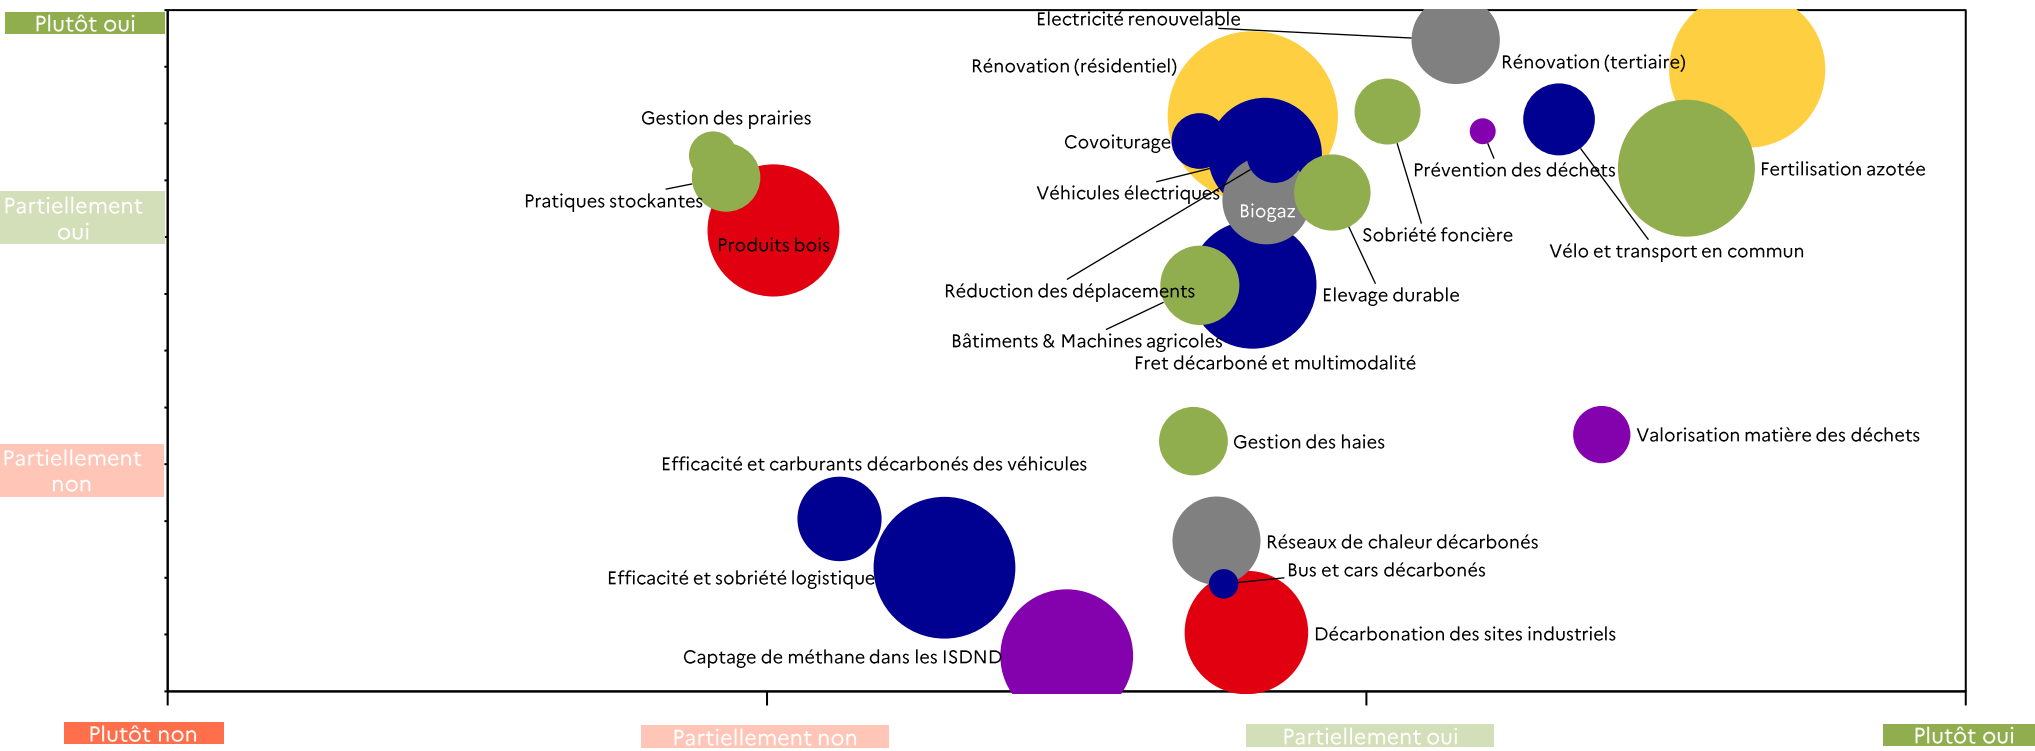 Plutôt oui
Electricité renouvelable
Rénovation (résidentiel)
Rénovation (tertiaire)
Gestion des prairies
Covoiturage
Prévention des déchets
Fertilisation azotée
Pratiques stockantes
Véhicules électriques
Partiellement
oui
Biogaz
Sobriété foncière
Produits bois
Vélo et transport en commun
Réduction des déplacements
Elevage durable
Bâtiments & Machines agricoles
Fret décarboné et multimodalité
Valorisation matière des déchets
Gestion des haies
Partiellement
non
Efficacité et carburants décarbonés des véhicules
Réseaux de chaleur décarbonés
Bus et cars décarbonés
Efficacité et sobriété logistique
Décarbonation des sites industriels
Captage de méthane dans les ISDND
Plutôt non
Partiellement non
Partiellement oui
Plutôt oui